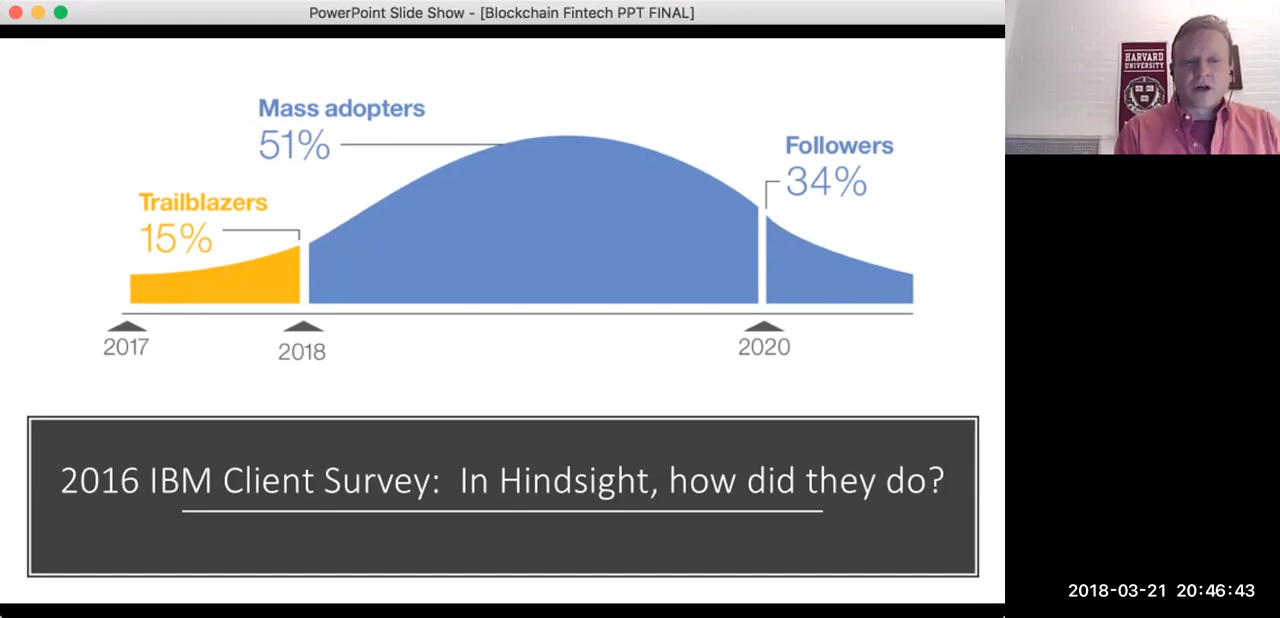 PowerPoint Slide Show - [Blockchain Fintech PPT FINAL]
Mass adopters
51%
Followers
34%
Trailblazers
15%
2017
2018
2020
2016 IBM Client Survey:  In Hindsight, how did they do?
HARVARD
UNIVERSITY
2018-03-21  20:46:43